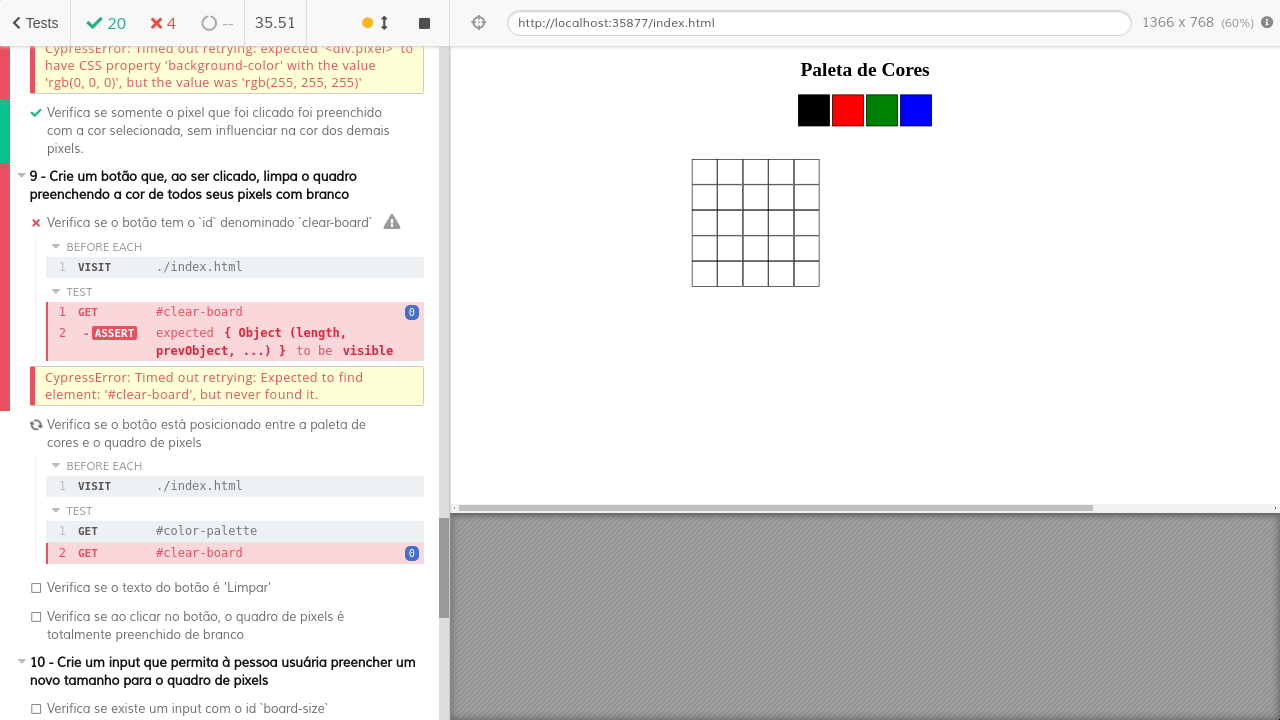 Tests 20 4 -- 35.51
http://localhost:35877/index.html 1366 x 768 (60%)
CypressError: Timed out retrying: expected '<div.pixel>' to
have CSS property 'background-color' with the value
'rgb(0, 0, 0)', but the value was 'rgb(255, 255, 255)'
Verifica se somente o pixel que foi clicado foi preenchido
com a cor selecionada, sem influenciar na cor dos demais
pixels.
9 - Crie um botão que, ao ser clicado, limpa o quadro
preenchendo a cor de todos seus pixels com branco
Verifica se o botão tem o `id` denominado `clear-board`
BEFORE EACH
1 VISIT ./index.html
TEST
1 GET #clear-board 0
2 -ASSERT expected { Object (length,
prevObject, ...) } to be visible
CypressError: Timed out retrying: Expected to find
element: '#clear-board', but never found it.
Verifica se o botão está posicionado entre a paleta de
cores e o quadro de pixels
BEFORE EACH
1 VISIT ./index.html
TEST
1 GET #color-palette
2 GET #clear-board 0
Verifica se o texto do botão é 'Limpar'
Verifica se ao clicar no botão, o quadro de pixels é
totalmente preenchido de branco
10 - Crie um input que permita à pessoa usuária preencher um
novo tamanho para o quadro de pixels
Verifica se existe um input com o id `board-size`
Paleta de Cores